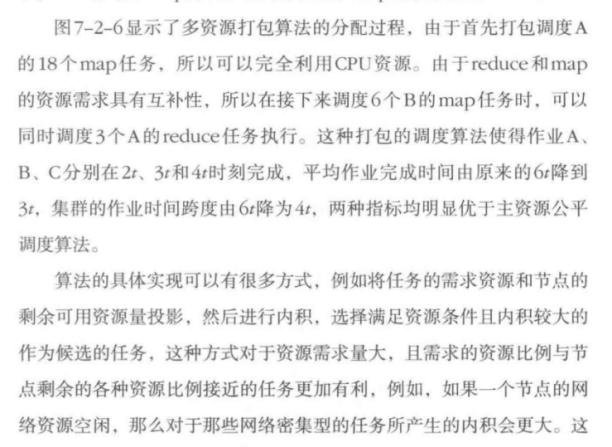 图7-2-6显示了多资源打包算法的分配过程，由于首先打包调度A
的18个map任务，所以可以完全利用CPU资源。由于reduce和map
的资源需求具有互补性，所以在接下来调度6个B的map任务时，可以
同时调度3个A的reduce任务执行。这种打包的调度算法使得作业A、
B、C分别在2t、3t和4t时刻完成，平均作业完成时间由原来的6t降到
3t，集群的作业时间跨度由6t降为4t，两种指标均明显优于主资源公平
调度算法。
算法的具体实现可以有很多方式，例如将任务的需求资源和节点的
剩余可用资源量投影，然后进行内积，选择满足资源条件且内积较大的
作为候选的任务，这种方式对于资源需求量大，且需求的资源比例与节
点剩余的各种资源比例接近的任务更加有利，例如，如果一个节点的网
络资源空闲，那么对于那些网络密集型的任务所产生的内积会更大。这